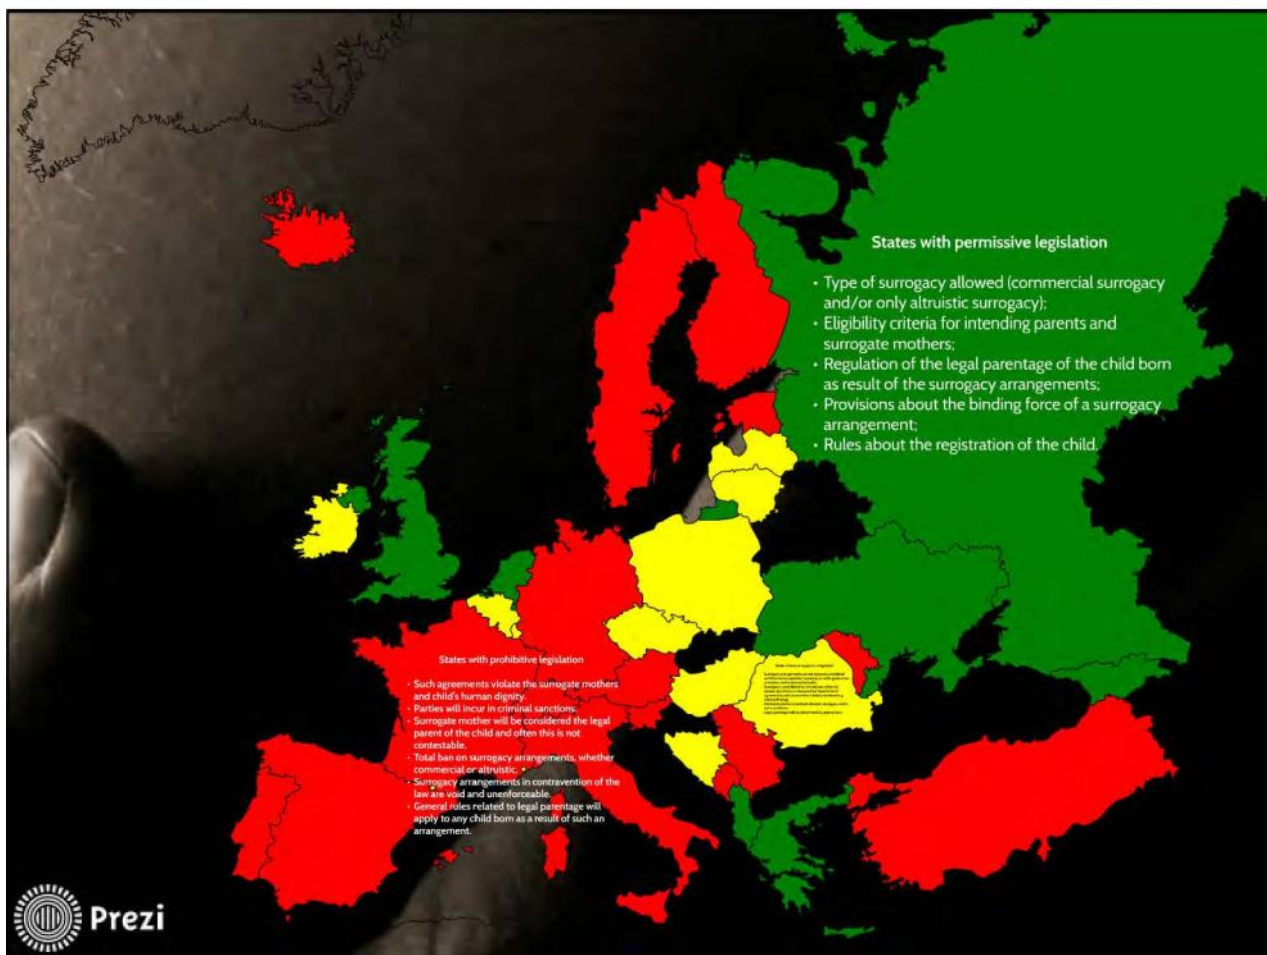 States with permissive legislation
• Type of surrogacy allowed (commercial surrogacy
and/or only altruistic surrogacy);
• Eligibility criteria for intending parents and
surrogate mothers;
• Regulation of the legal parentage of the child born
as result of the surrogacy arrangements;
• Provisions about the binding force of a surrogacy
arrangement;
• Rules about the registration of the child.
States with prohibitive legislation
• Such agreements violate the surrogate mothers
and child's human dignity.
• Parties will incur in criminal sanctions.
• Surrogate mother will be considered the legal
parent of the child and often this is not
contestable.
• Total ban on surrogacy arrangements, whether
commercial or altruistic.
• Surrogacy arrangements in contravention of the
law are void and unenforceable.
• General rules related to legal parentage will
apply to any child born as a result of such an
arrangement.
Prezi